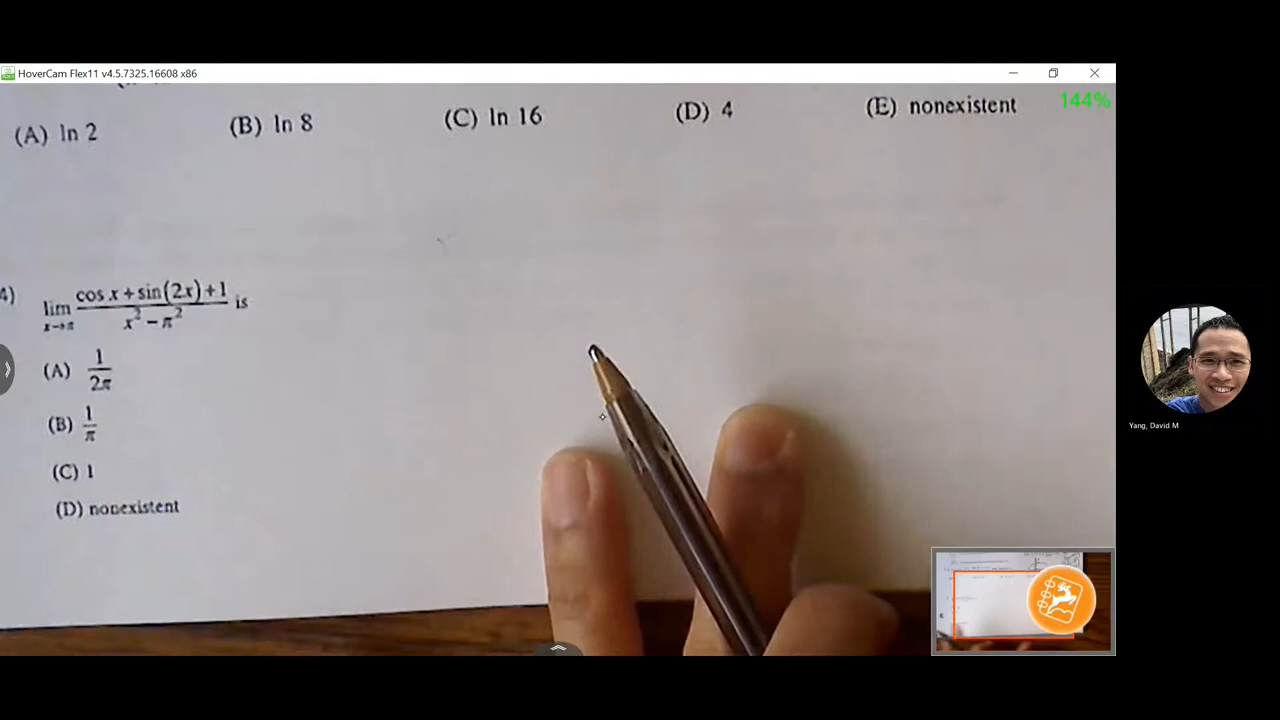 HoverCam Flex11 v4.5.7325.16608 x86
144%
(A) ln 2 (B) ln 8 (C) ln 16 (D) 4 (E) nonexistent
4) lim x→π cos x + sin(2x) + 1 / x² − π² is
(A) 1/2π
(B) 1/π
(C) 1
(D) nonexistent
Yang, David M